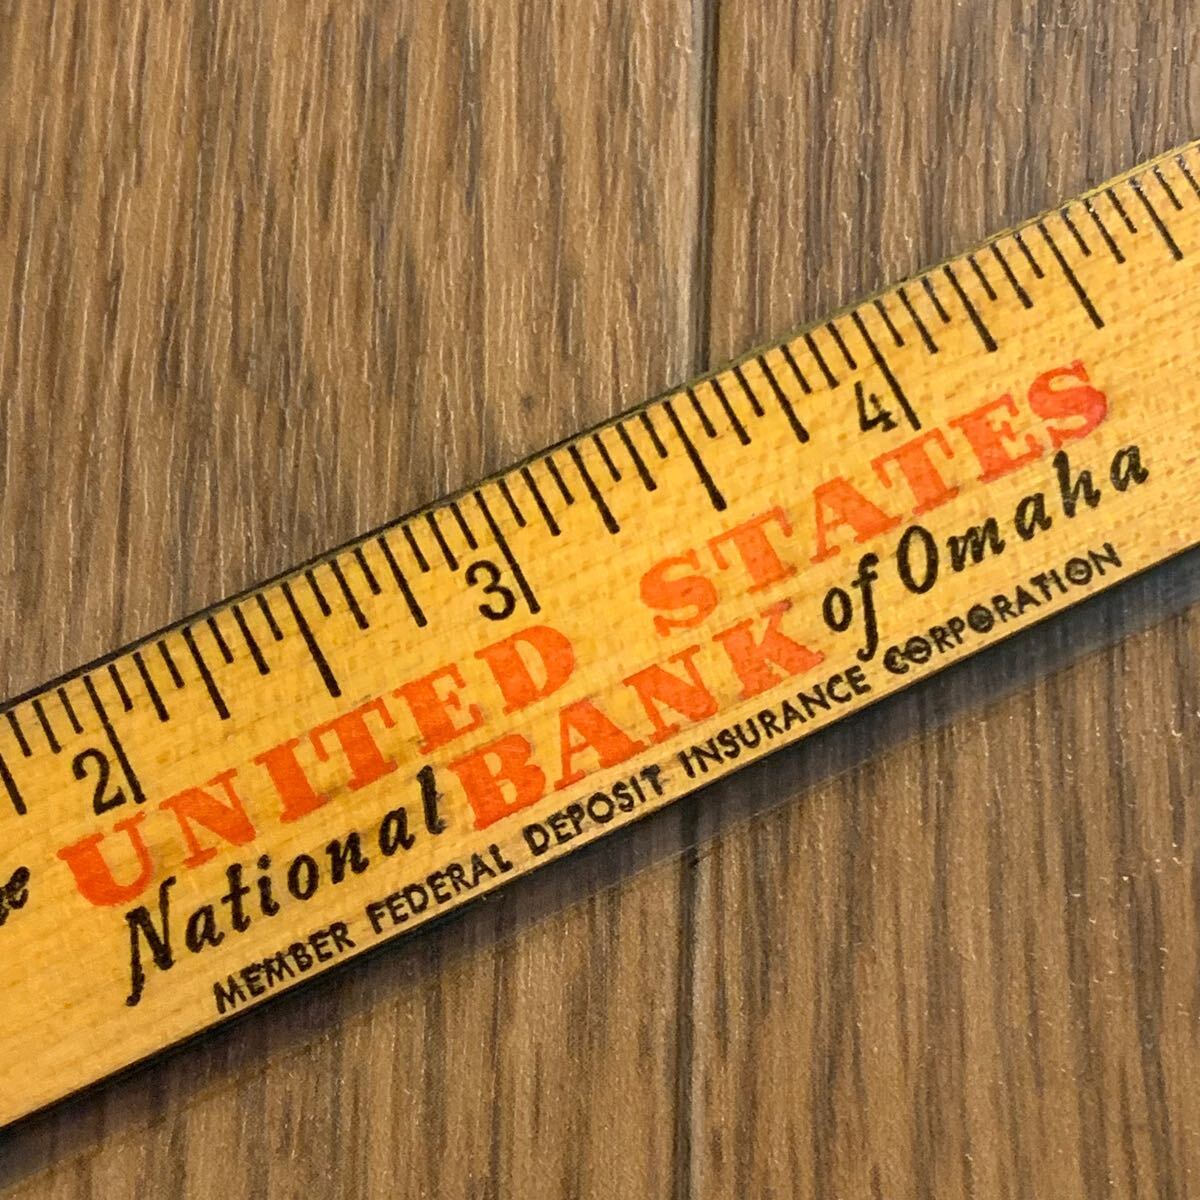 2 3 4
UNITED STATES
National BANK of Omaha
MEMBER FEDERAL DEPOSIT INSURANCE CORPORATION